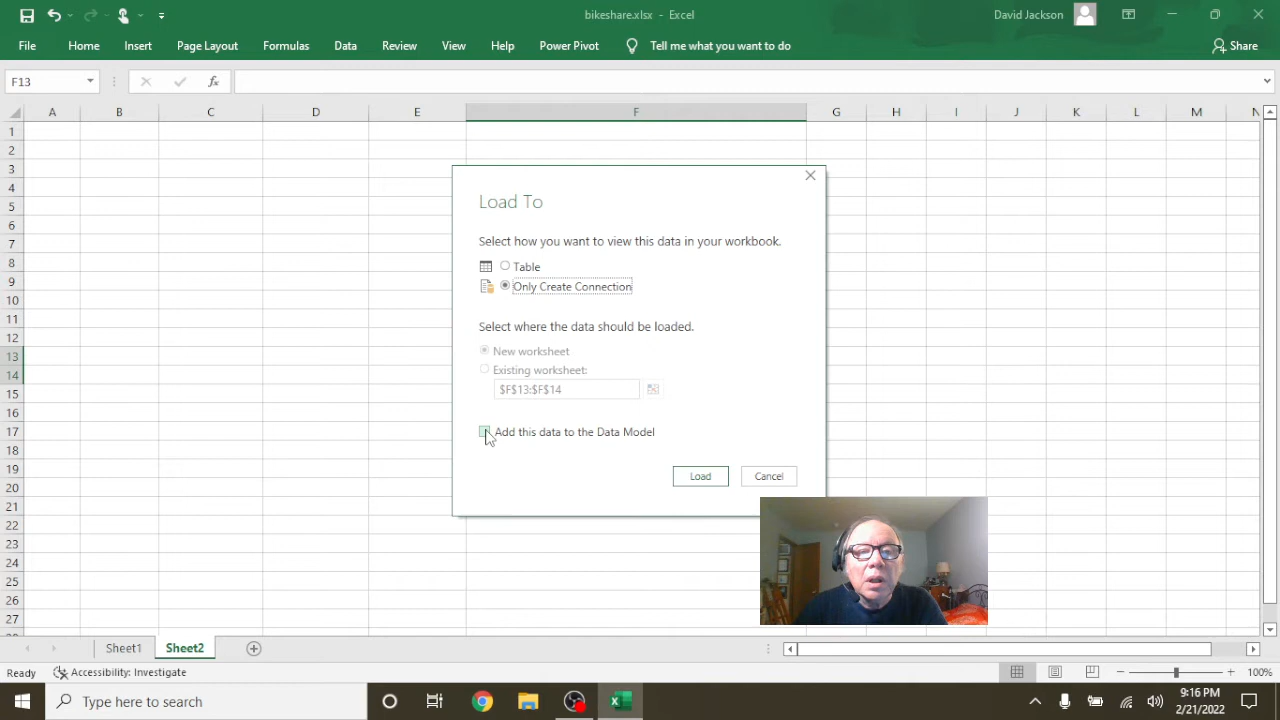 bikeshare.xlsx - Excel
David Jackson
File Home Insert Page Layout Formulas Data Review View Help Power Pivot Tell me what you want to do Share
F13
A B C D E F G H I J K L M N
1
2
3
4
5
6
7
8
9
10
11
12
13
14
15
16
17
18
19
20
21
22
23
24
25
26
27
Load To
Select how you want to view this data in your workbook.
Table
Only Create Connection
Select where the data should be loaded.
New worksheet
Existing worksheet:
$F$13:$F$14
Add this data to the Data Model
Load Cancel
Sheet1 Sheet2
Ready Accessibility: Investigate 100%
Type here to search
9:16 PM
2/21/2022